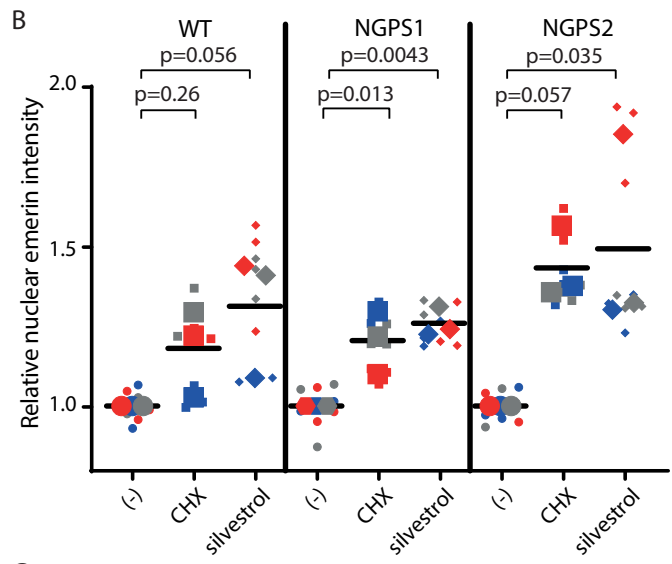 B
WT
NGPS1
NGPS2
p=0.056
p=0.0043
p=0.035
p=0.26
p=0.013
p=0.057
Relative nuclear emerin intensity
2.0
1.5
1.0
(-)
CHX
silvestrol
(-)
CHX
silvestrol
(-)
CHX
silvestrol